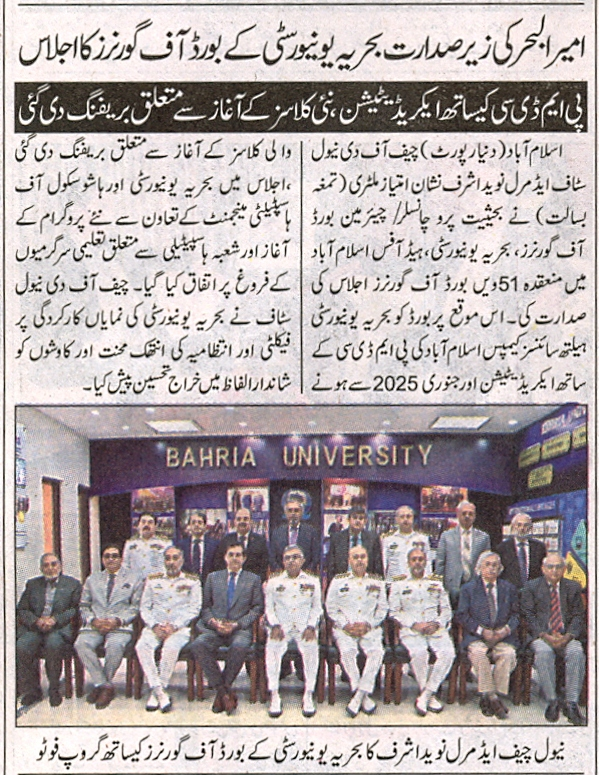 امیرالبحر کی زیر صدارت بحریہ یونیورسٹی کے بورڈ آف گورنرز کا اجلاس
پی ایم ڈی سی کیساتھ ایکریڈیٹیشن ، نئی کلاسز کے آغاز سے متعلق بریفنگ دی گئی
اسلام آباد (دنیا رپورٹ) چیف آف دی نیول
سٹاف ایڈمرل نوید اشرف نشان امتیاز ملٹری (تمغہ
بسالت) نے بحیثیت پرو چانسلر/ چیئرمین بورڈ
آف گورنرز، بحریہ یونیورسٹی، ہیڈ آفس اسلام آباد
میں منعقدہ 51ویں بورڈ آف گورنرز اجلاس کی
صدارت کی۔ اس موقع پر بورڈ کو بحریہ یونیورسٹی
ہیلتھ سائنسز کیمپس اسلام آباد کی پی ایم ڈی سی کے
ساتھ ایکریڈیٹیشن اور جنوری 2025 سے ہونے
والی کلاسز کے آغاز سے متعلق بریفنگ دی گئی
،اجلاس میں بحریہ یونیورسٹی اور ہاشو سکول آف
ہاسپٹیلٹی مینجمنٹ کے تعاون سے نئے پروگرام کے
آغاز اور شعبہ ہاسپٹیلیٹی سے متعلق تعلیمی سرگرمیوں
کے فروغ پر اتفاق کیا گیا۔ چیف آف دی نیول
سٹاف نے بحریہ یونیورسٹی کی نمایاں کارکردگی پر
فیکلٹی اور انتظامیہ کی انتھک محنت اور کاوشوں کو
شاندار الفاظ میں خراج تحسین پیش کیا۔
BAHRIA UNIVERSITY
نیول چیف ایڈمرل نوید اشرف کا بحریہ یونیورسٹی کے بورڈ آف گورنرز کیساتھ گروپ فوٹو